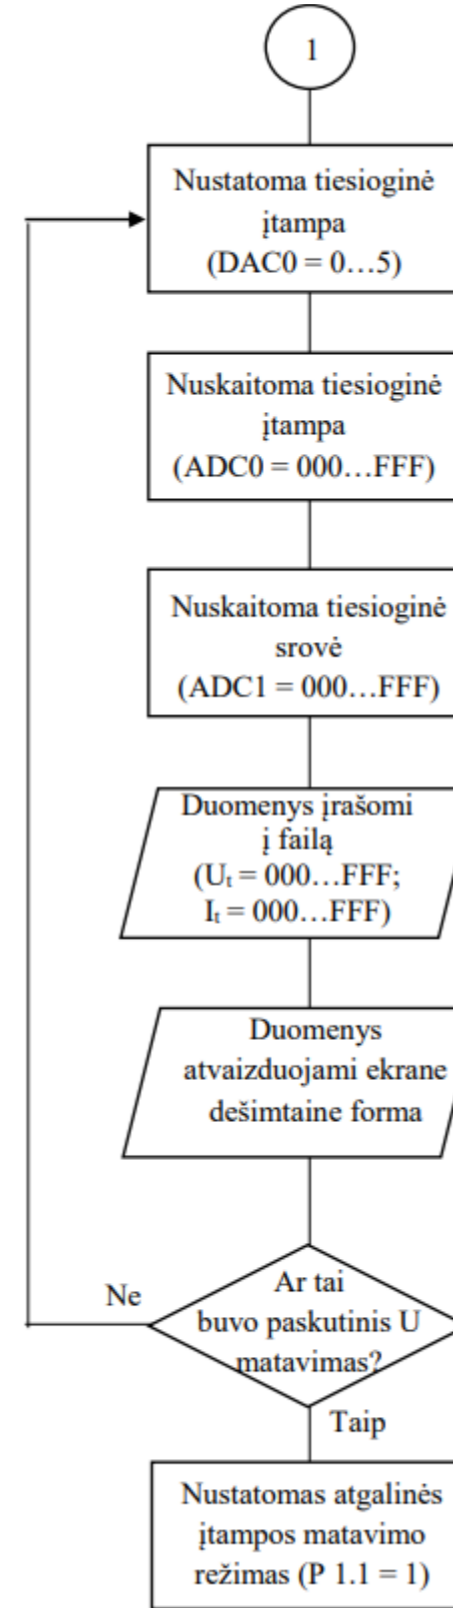 1
Nustatoma tiesioginė
įtampa
(DAC0 = 0…5)
Nuskaitoma tiesioginė
įtampa
(ADC0 = 000…FFF)
Nuskaitoma tiesioginė
srovė
(ADC1 = 000…FFF)
Duomenys įrašomi
į failą
(Uₜ = 000…FFF;
Iₜ = 000…FFF)
Duomenys
atvaizduojami ekrane
dešimtaine forma
Ne
Ar tai
buvo paskutinis U
matavimas?
Taip
Nustatomas atgalinės
įtampos matavimo
režimas (P 1.1 = 1)